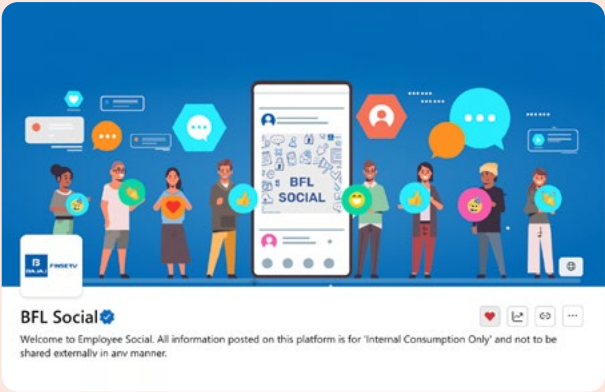 BFL
SOCIAL
B
BAJAJ
FINSERV
BFL Social
Welcome to Employee Social. All information posted on this platform is for 'Internal Consumption Only' and not to be
shared externally in any manner.